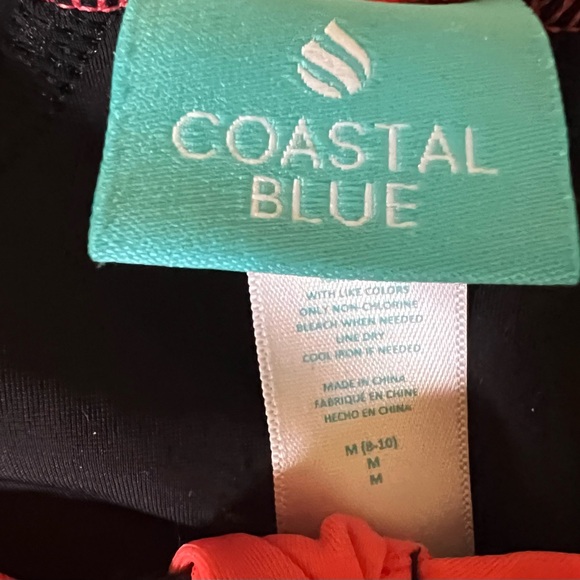 COASTAL
BLUE
WITH LIKE COLORS
ONLY NON-CHLORINE
BLEACH WHEN NEEDED
LINE DRY
COOL IRON IF NEEDED
MADE IN CHINA
FABRIQUÉ EN CHINE
HECHO EN CHINA
M (8-10)
M
M